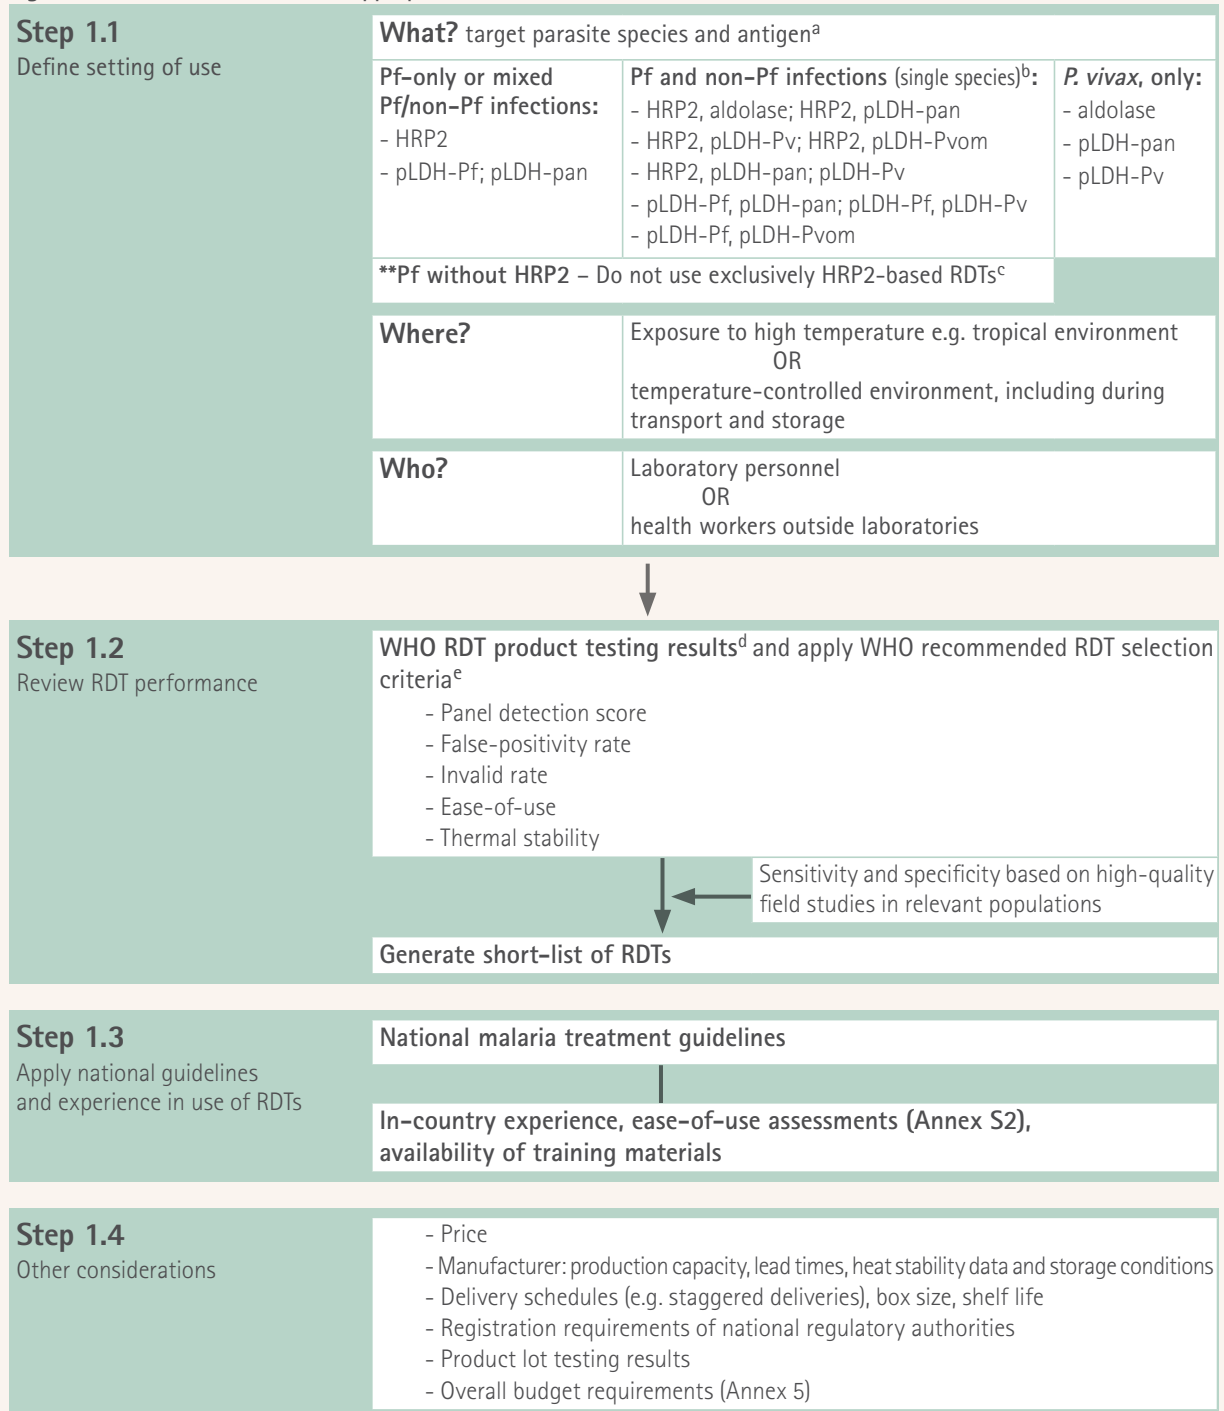 Step 1.1
Define setting of use
What? target parasite species and antigenᵃ
Pf-only or mixed
Pf/non-Pf infections:
- HRP2
- pLDH-Pf; pLDH-pan
Pf and non-Pf infections (single species)ᵇ:
- HRP2, aldolase; HRP2, pLDH-pan
- HRP2, pLDH-Pv; HRP2, pLDH-Pvom
- HRP2, pLDH-pan; pLDH-Pv
- pLDH-Pf, pLDH-pan; pLDH-Pf, pLDH-Pv
- pLDH-Pf, pLDH-Pvom
P. vivax, only:
- aldolase
- pLDH-pan
- pLDH-Pv
**Pf without HRP2 – Do not use exclusively HRP2-based RDTsᶜ
Where?
Exposure to high temperature e.g. tropical environment
OR
temperature-controlled environment, including during
transport and storage
Who?
Laboratory personnel
OR
health workers outside laboratories
Step 1.2
Review RDT performance
WHO RDT product testing resultsᵈ and apply WHO recommended RDT selection
criteriaᵉ
- Panel detection score
- False-positivity rate
- Invalid rate
- Ease-of-use
- Thermal stability
Sensitivity and specificity based on high-quality
field studies in relevant populations
Generate short-list of RDTs
Step 1.3
Apply national guidelines
and experience in use of RDTs
National malaria treatment guidelines
In-country experience, ease-of-use assessments (Annex S2),
availability of training materials
Step 1.4
Other considerations
- Price
- Manufacturer: production capacity, lead times, heat stability data and storage conditions
- Delivery schedules (e.g. staggered deliveries), box size, shelf life
- Registration requirements of national regulatory authorities
- Product lot testing results
- Overall budget requirements (Annex 5)